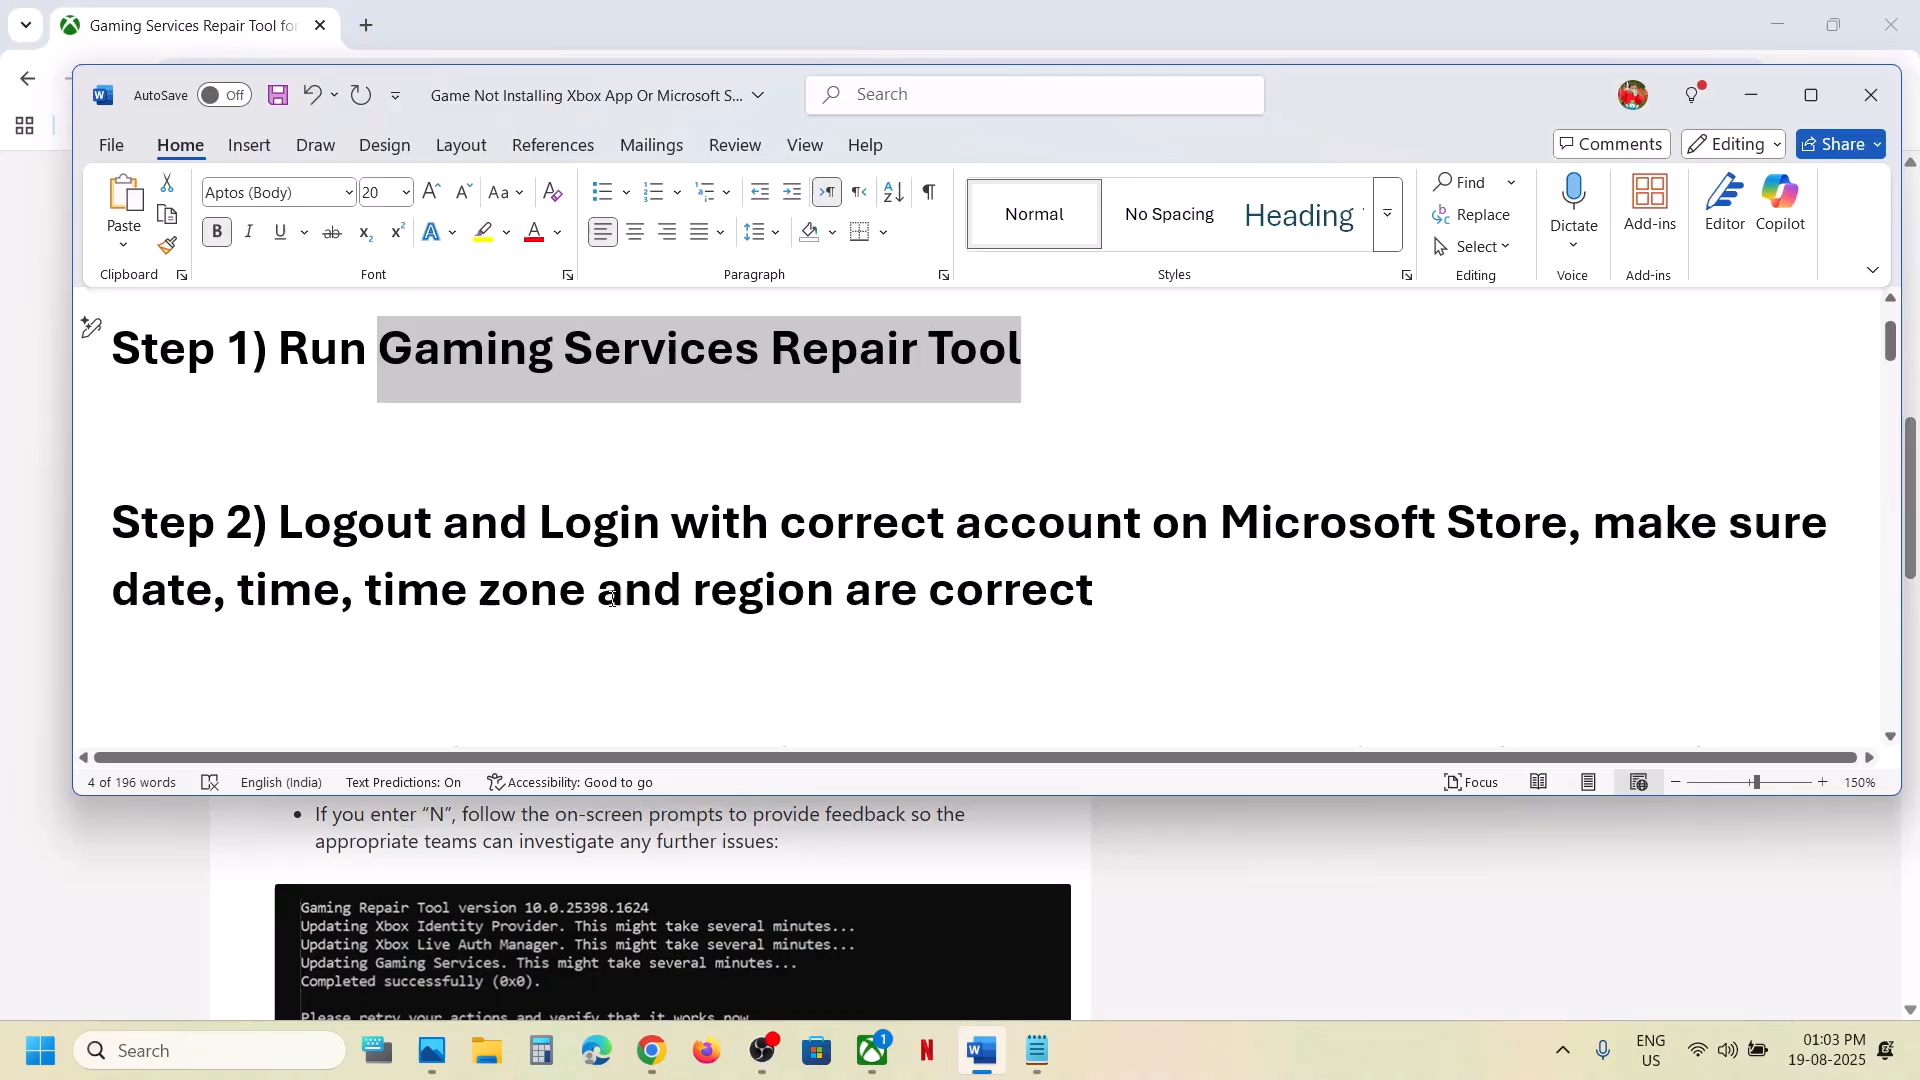 Gaming Services Repair Tool for
AutoSave Off
Game Not Installing Xbox App Or Microsoft S...
Search
File Home Insert Draw Design Layout References Mailings Review View Help
Comments Editing Share
Paste
Clipboard
Aptos (Body) 20
Font
Paragraph
Normal No Spacing Heading
Styles
Find
Replace
Select
Editing
Dictate
Voice
Add-ins
Add-ins
Editor Copilot
Step 1) Run Gaming Services Repair Tool
Step 2) Logout and Login with correct account on Microsoft Store, make sure
date, time, time zone and region are correct
4 of 196 words English (India) Text Predictions: On Accessibility: Good to go Focus 150%
• If you enter “N”, follow the on-screen prompts to provide feedback so the
appropriate teams can investigate any further issues:
Gaming Repair Tool version 10.0.25398.1624
Updating Xbox Identity Provider. This might take several minutes...
Updating Xbox Live Auth Manager. This might take several minutes...
Updating Gaming Services. This might take several minutes...
Completed successfully (0x0).
Please retry your actions and verify that it works now
Search
1
ENG
US
01:03 PM
19-08-2025